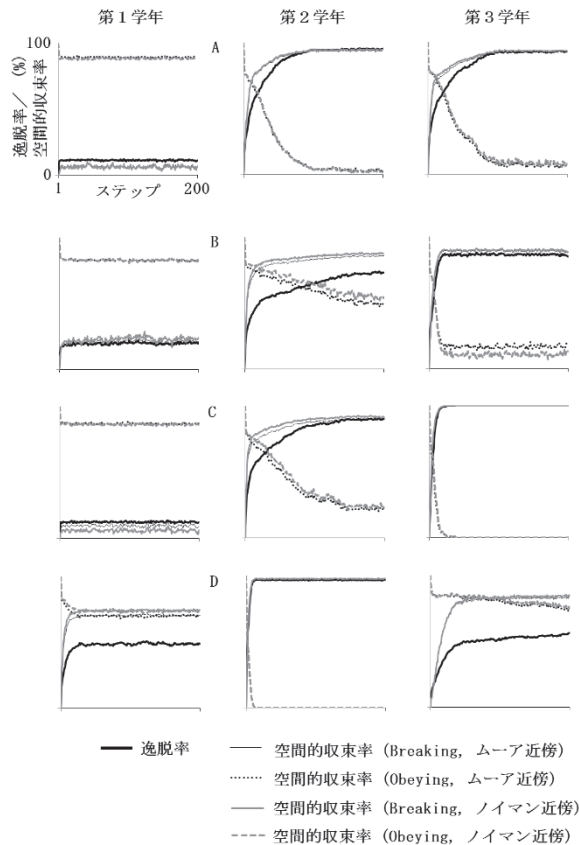 第１学年
第２学年
第３学年
逸脱率／ (%)
空間的収束率
100
0
1
ステップ
200
A
B
C
D
逸脱率
空間的収束率 (Breaking, ムーア近傍)
空間的収束率 (Obeying, ムーア近傍)
空間的収束率 (Breaking, ノイマン近傍)
空間的収束率 (Obeying, ノイマン近傍)